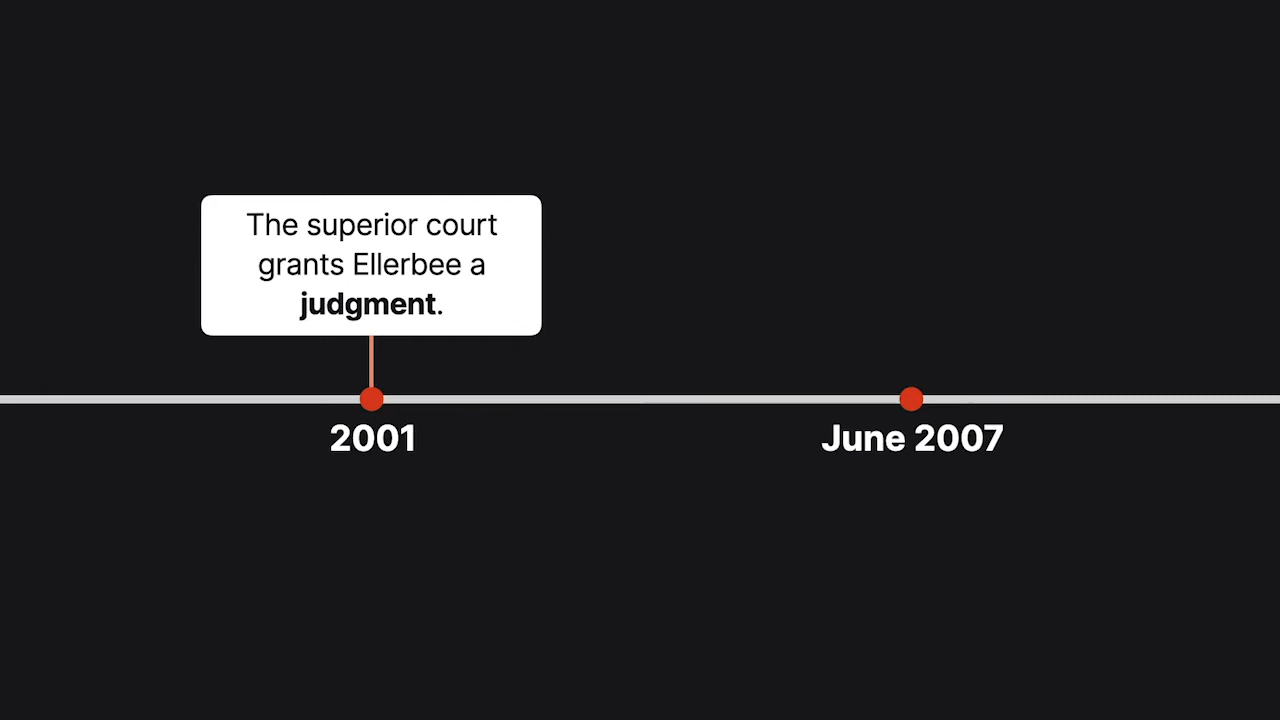 The superior court
grants Ellerbee a
judgment.
2001
June 2007